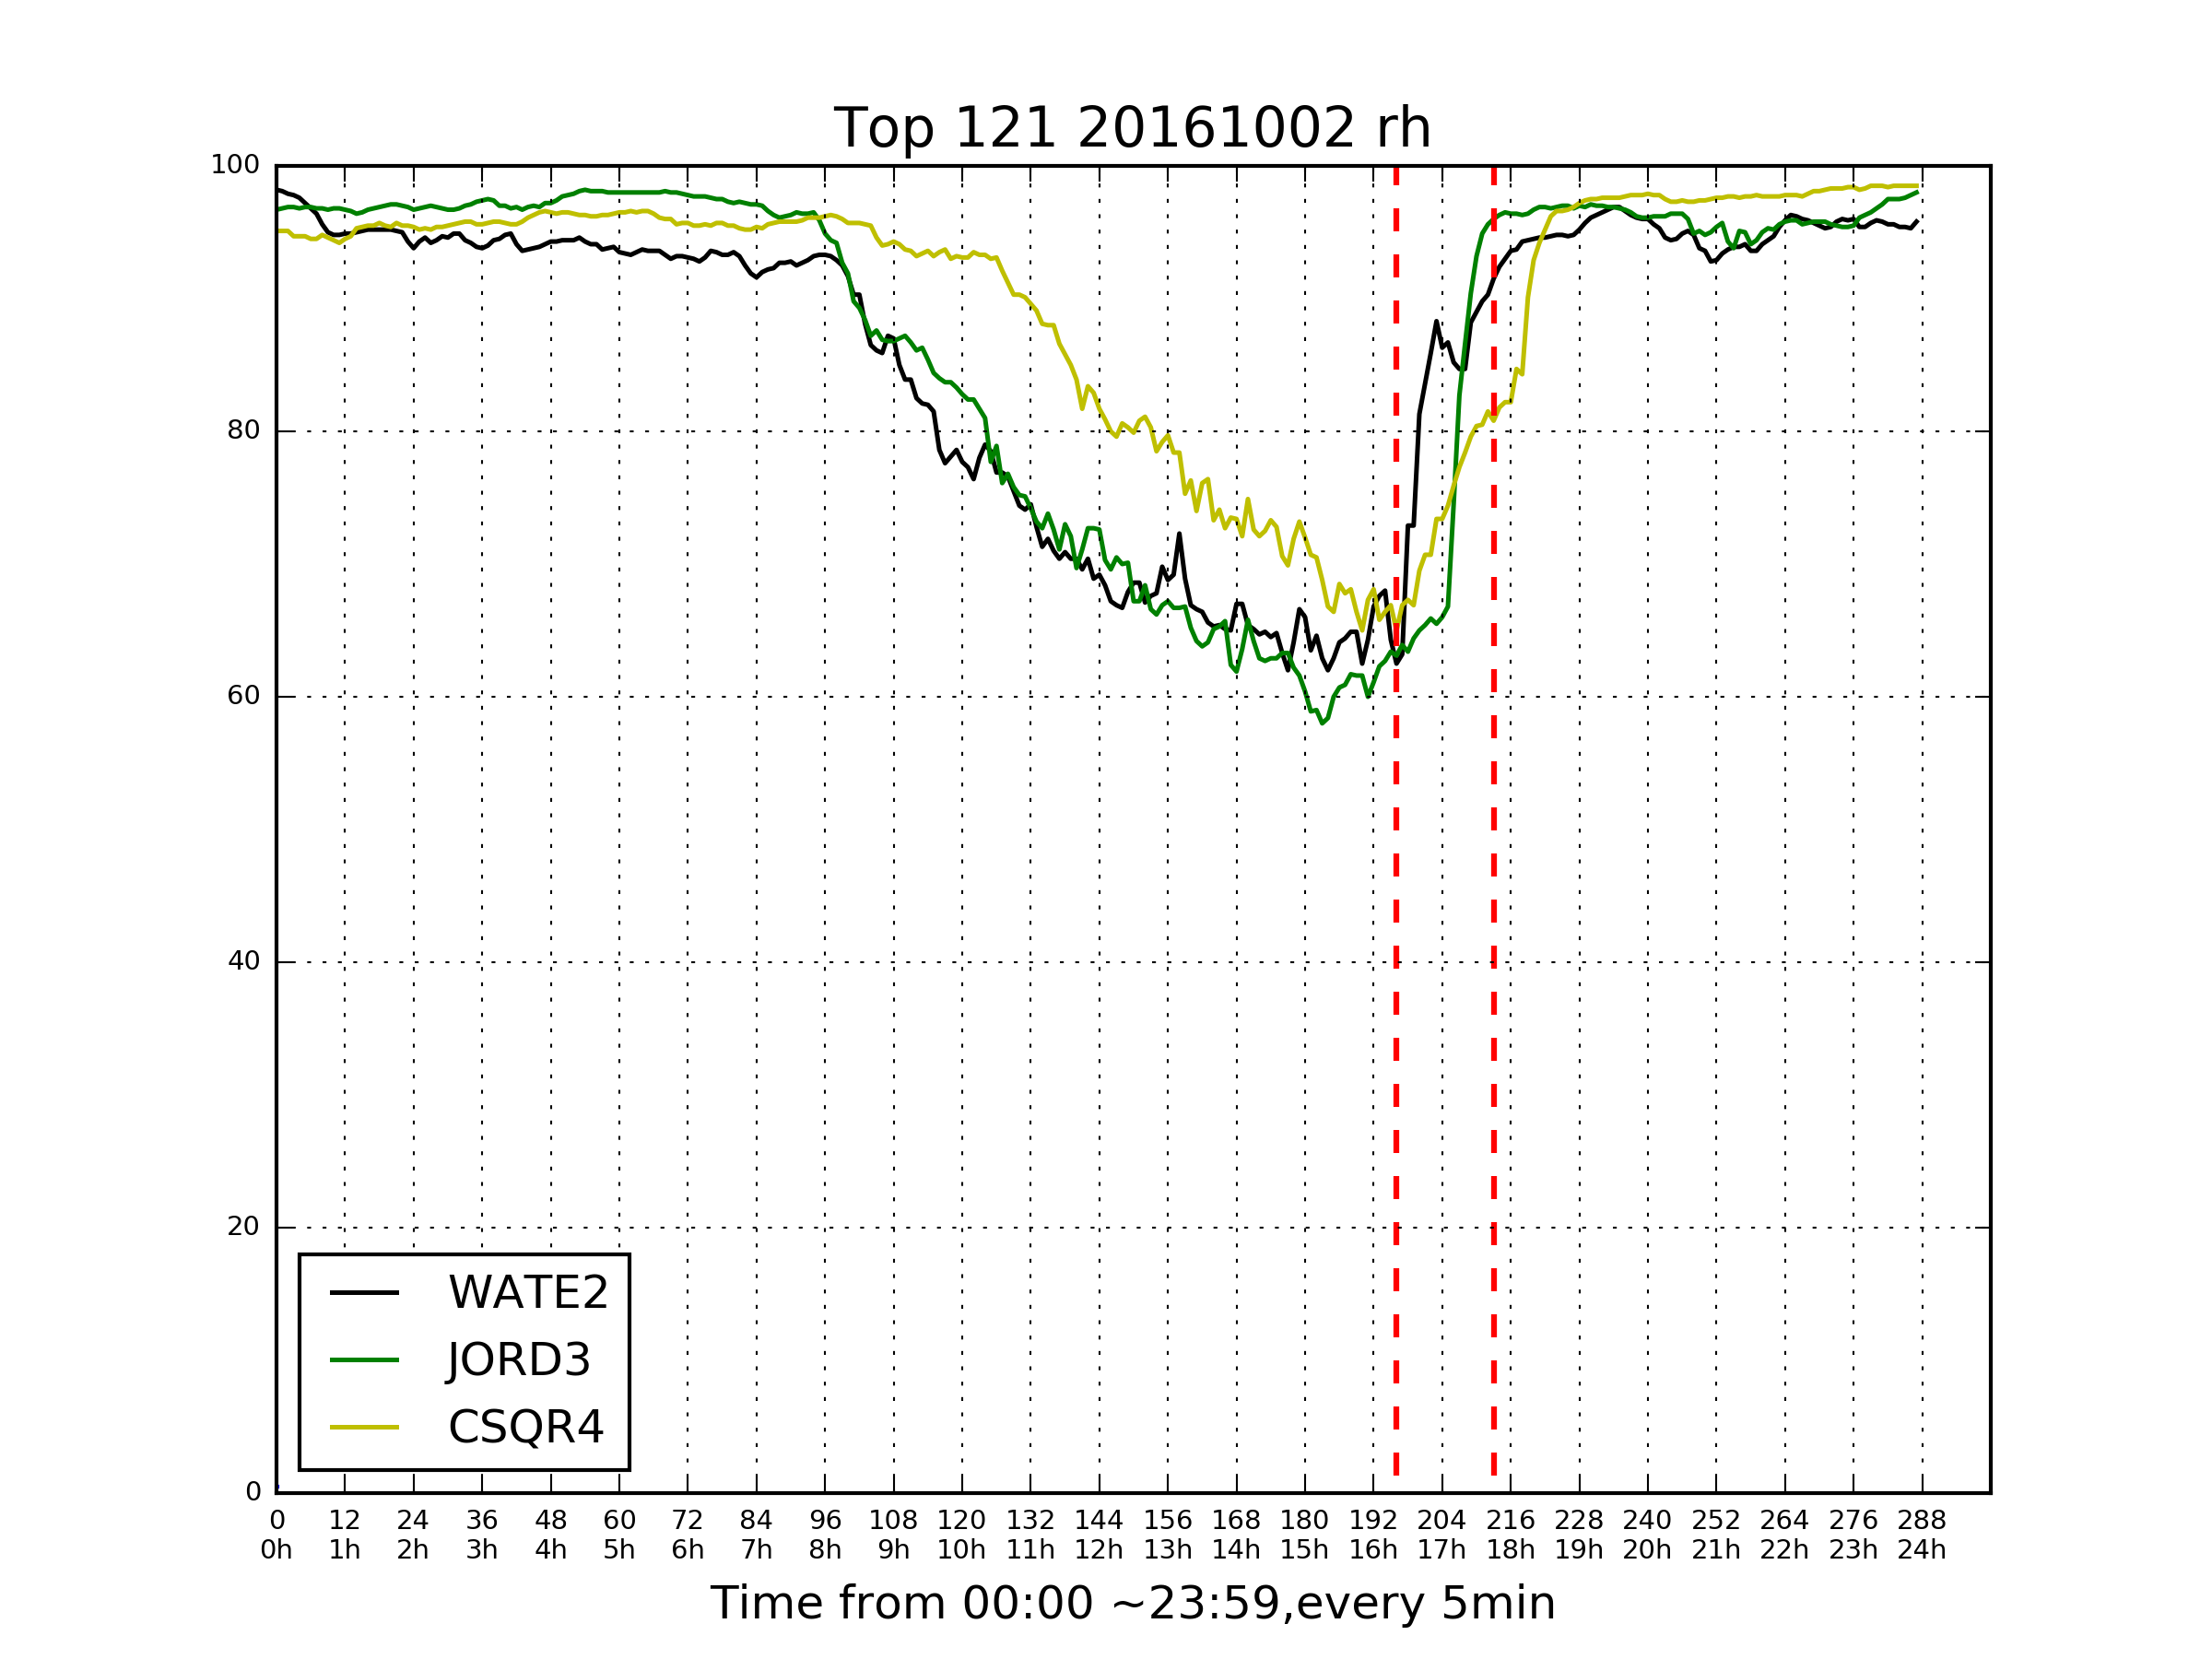 Top 121 20161002 rh
100
80
60
40
20
0
WATE2
JORD3
CSQR4
0 12 24 36 48 60 72 84 96 108 120 132 144 156 168 180 192 204 216 228 240 252 264 276 288
0h 1h 2h 3h 4h 5h 6h 7h 8h 9h 10h 11h 12h 13h 14h 15h 16h 17h 18h 19h 20h 21h 22h 23h 24h
Time from 00:00 ~23:59,every 5min